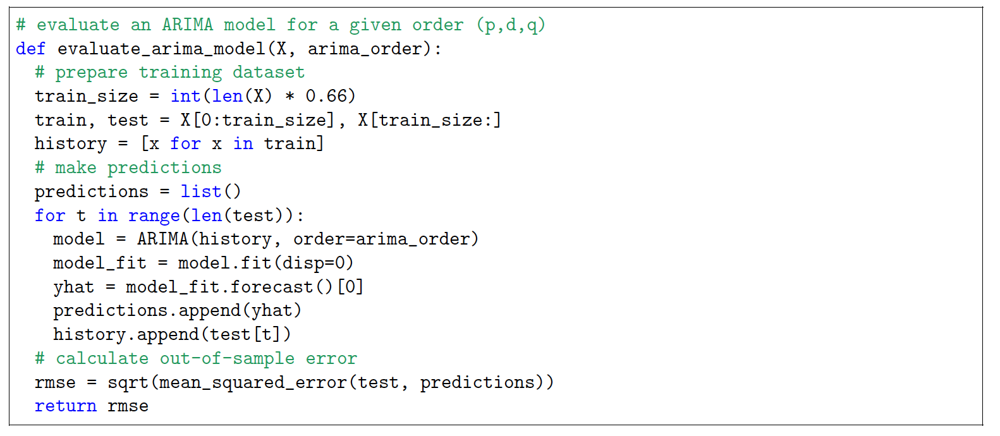 # evaluate an ARIMA model for a given order (p,d,q)
def evaluate_arima_model(X, arima_order):
  # prepare training dataset
  train_size = int(len(X) * 0.66)
  train, test = X[0:train_size], X[train_size:]
  history = [x for x in train]
  # make predictions
  predictions = list()
  for t in range(len(test)):
    model = ARIMA(history, order=arima_order)
    model_fit = model.fit(disp=0)
    yhat = model_fit.forecast()[0]
    predictions.append(yhat)
    history.append(test[t])
  # calculate out-of-sample error
  rmse = sqrt(mean_squared_error(test, predictions))
  return rmse